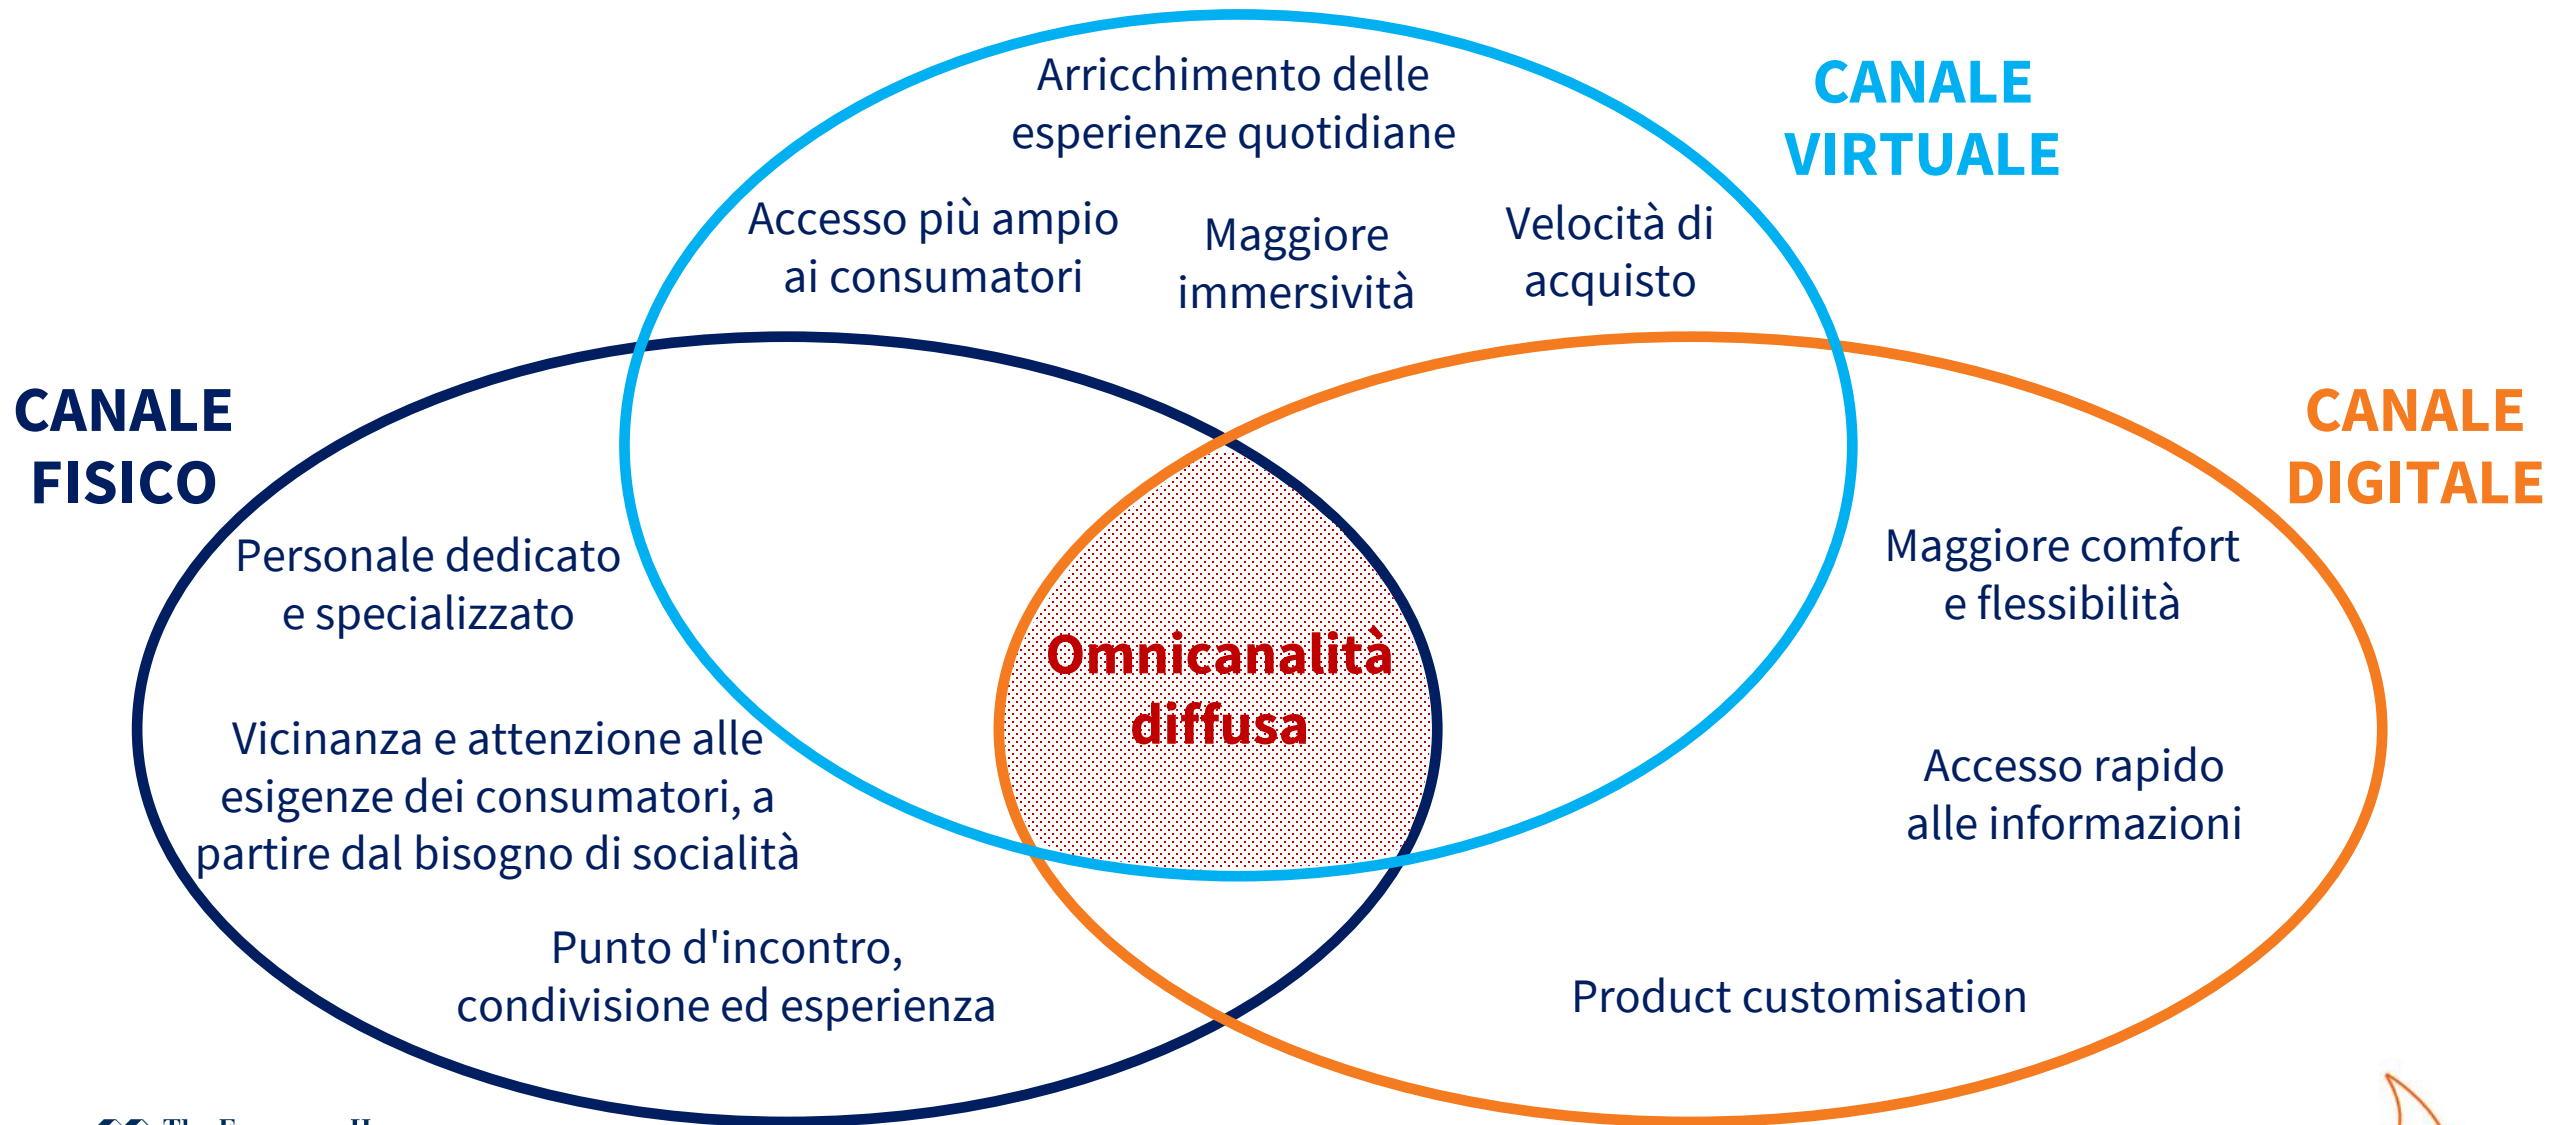 Arricchimento delle
esperienze quotidiane
CANALE
VIRTUALE
Accesso più ampio
ai consumatori
Maggiore
immersività
Velocità di
acquisto
CANALE
FISICO
CANALE
DIGITALE
Personale dedicato
e specializzato
Maggiore comfort
e flessibilità
Omnicanalità
diffusa
Vicinanza e attenzione alle
esigenze dei consumatori, a
partire dal bisogno di socialità
Accesso rapido
alle informazioni
Punto d'incontro,
condivisione ed esperienza
Product customisation